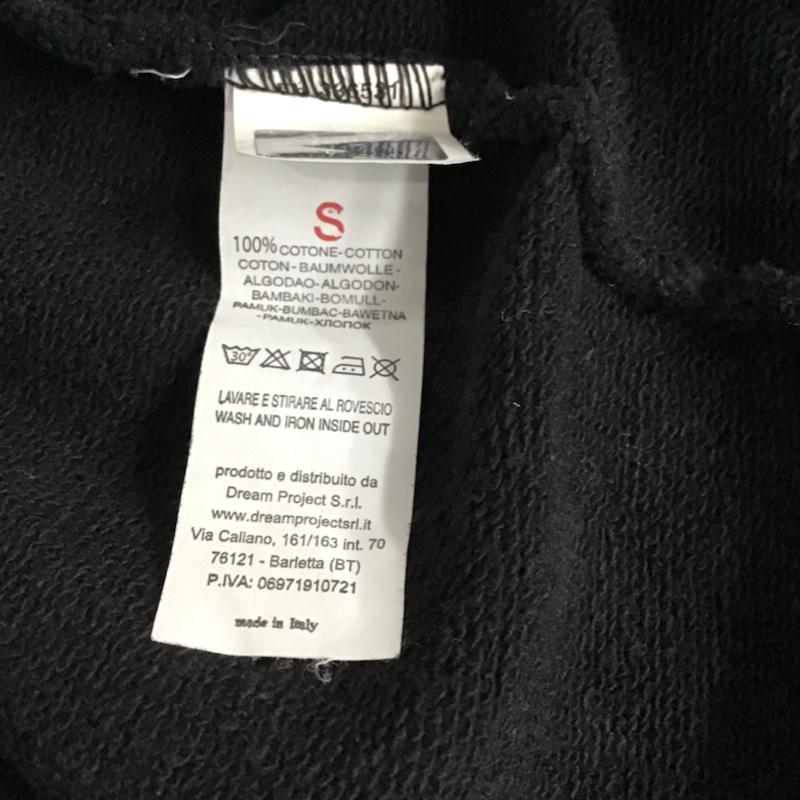 S
100% COTONE-COTTON
COTON-BAUMWOLLE-
ALGODAO-ALGODON-
BAMBAKI-BOMULL-
PAMUK-BUMBAC-BAWETNA
-PAMUK-ХЛОПОК
30°
LAVARE E STIRARE AL ROVESCIO
WASH AND IRON INSIDE OUT
prodotto e distribuito da
Dream Project S.r.l.
www.dreamprojectsrl.it
Via Callano, 161/163 int. 70
76121 - Barletta (BT)
P.IVA: 06971910721
made in Italy